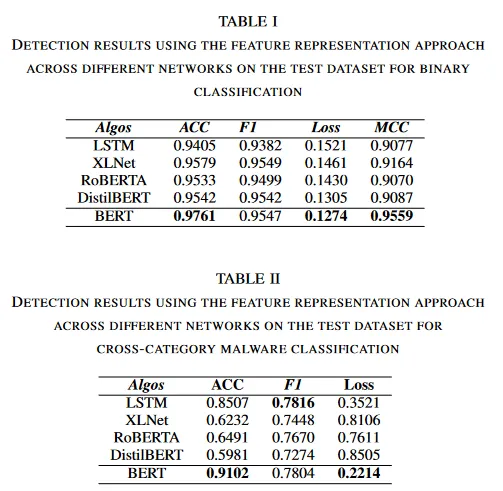 TABLE I
DETECTION RESULTS USING THE FEATURE REPRESENTATION APPROACH
ACROSS DIFFERENT NETWORKS ON THE TEST DATASET FOR BINARY
CLASSIFICATION
Algos ACC F1 Loss MCC
LSTM 0.9405 0.9382 0.1521 0.9077
XLNet 0.9579 0.9549 0.1461 0.9164
RoBERTA 0.9533 0.9499 0.1430 0.9070
DistilBERT 0.9542 0.9542 0.1305 0.9087
BERT 0.9761 0.9547 0.1274 0.9559
TABLE II
DETECTION RESULTS USING THE FEATURE REPRESENTATION APPROACH
ACROSS DIFFERENT NETWORKS ON THE TEST DATASET FOR
CROSS-CATEGORY MALWARE CLASSIFICATION
Algos ACC F1 Loss
LSTM 0.8507 0.7816 0.3521
XLNet 0.6232 0.7448 0.8106
RoBERTA 0.6491 0.7670 0.7611
DistilBERT 0.5981 0.7274 0.8505
BERT 0.9102 0.7804 0.2214